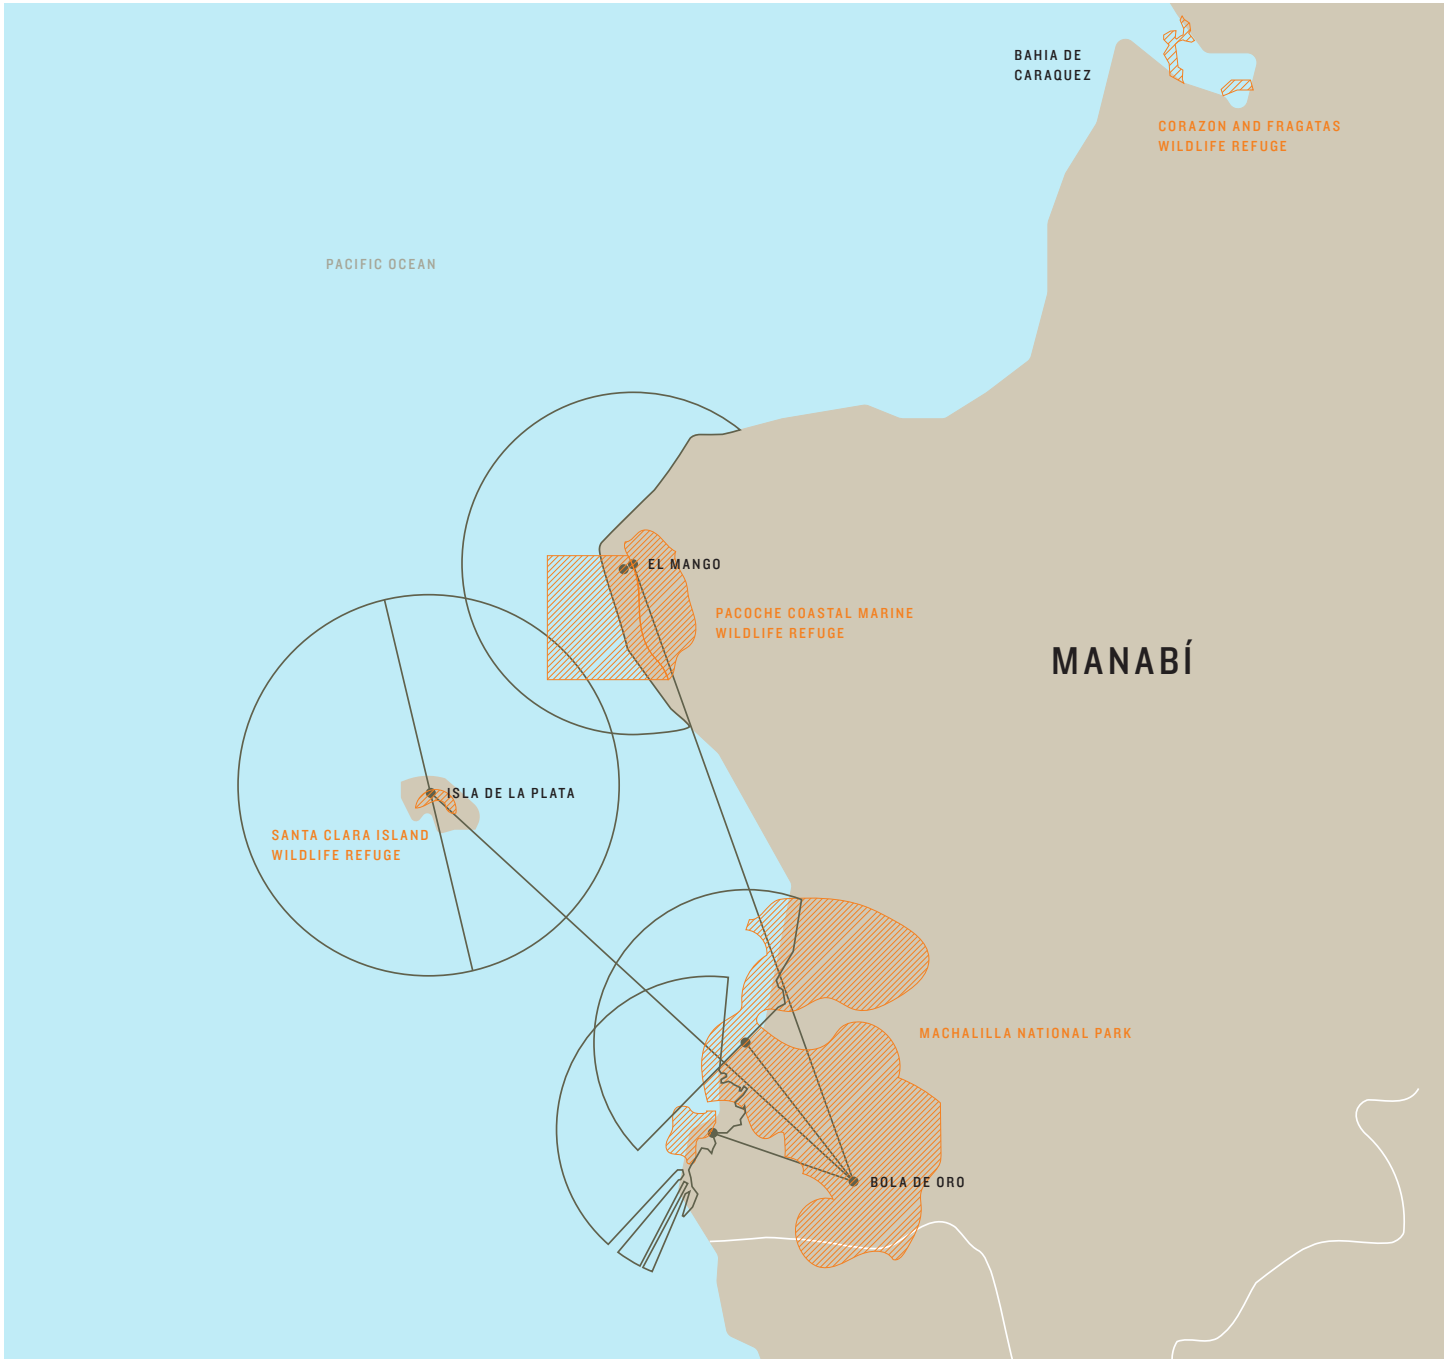 BAHIA DE
CARAQUEZ
CORAZON AND FRAGATAS
WILDLIFE REFUGE
PACIFIC OCEAN
EL MANGO
PACOCHE COASTAL MARINE
WILDLIFE REFUGE
MANABÍ
ISLA DE LA PLATA
SANTA CLARA ISLAND
WILDLIFE REFUGE
MACHALILLA NATIONAL PARK
BOLA DE ORO